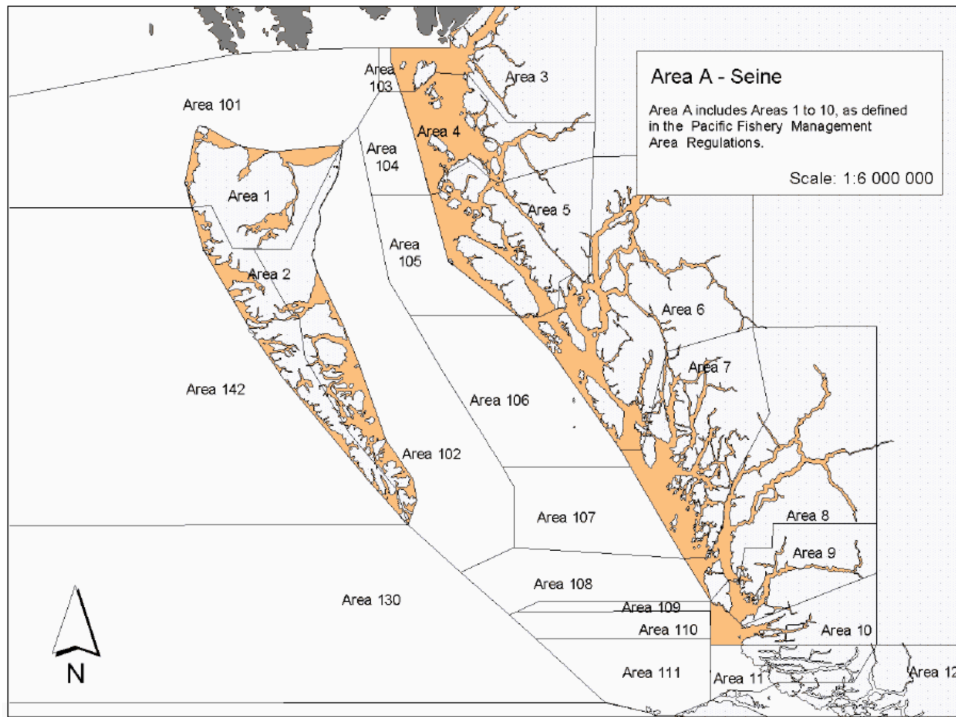 Area A - Seine
Area A includes Areas 1 to 10, as defined
in the Pacific Fishery Management
Area Regulations.
Scale: 1:6 000 000
Area 3
Area
103
Area 101
Area 4
Area
104
Area 1
Area 5
Area
105
Area 2
Area 6
Area 7
Area 142
Area 106
Area 102
Area 107
Area 8
Area 9
Area 108
Area 130
Area 109
Area 110
Area 10
Area 111
Area 11
Area 12
N